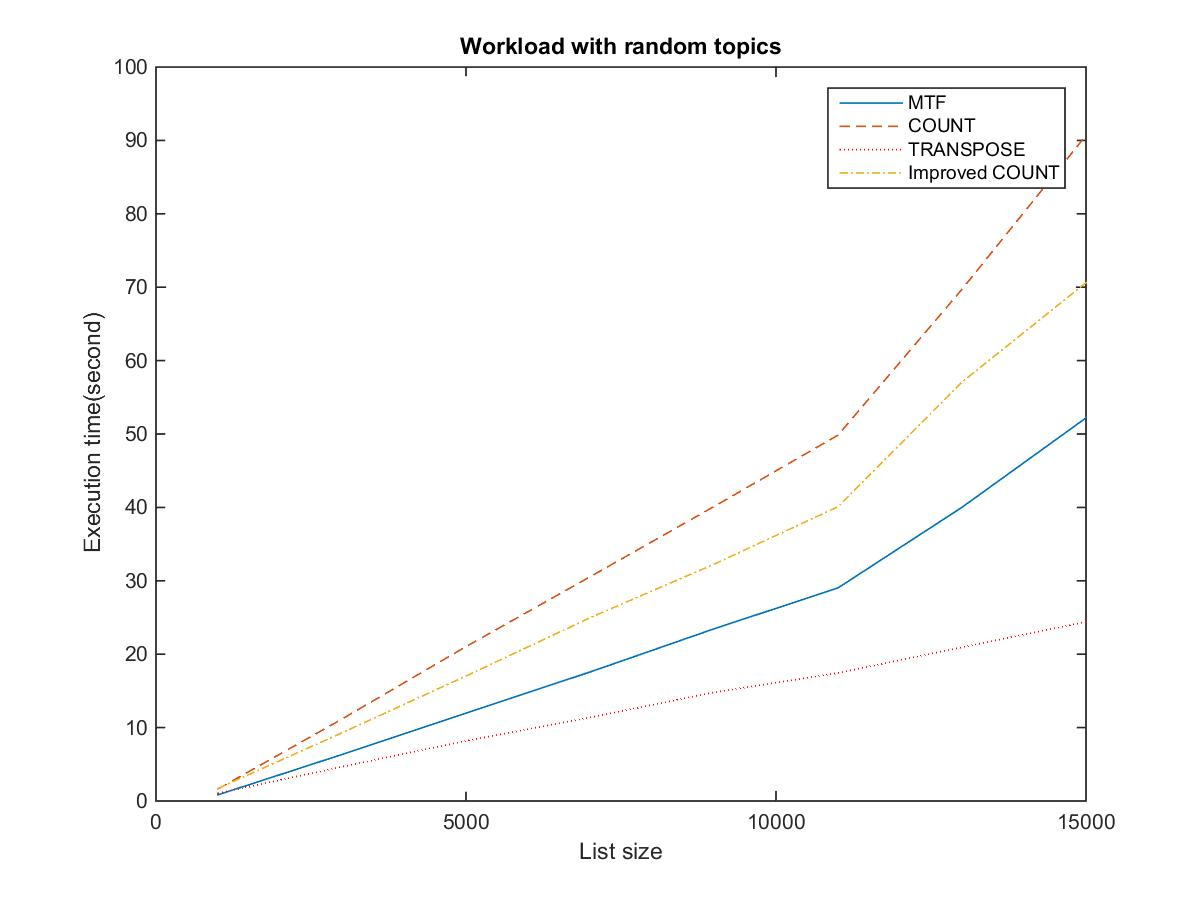 Workload with random topics
100
90
80
70
60
50
40
30
20
10
0
Execution time(second)
MTF
COUNT
TRANSPOSE
Improved COUNT
0 5000 10000 15000
List size